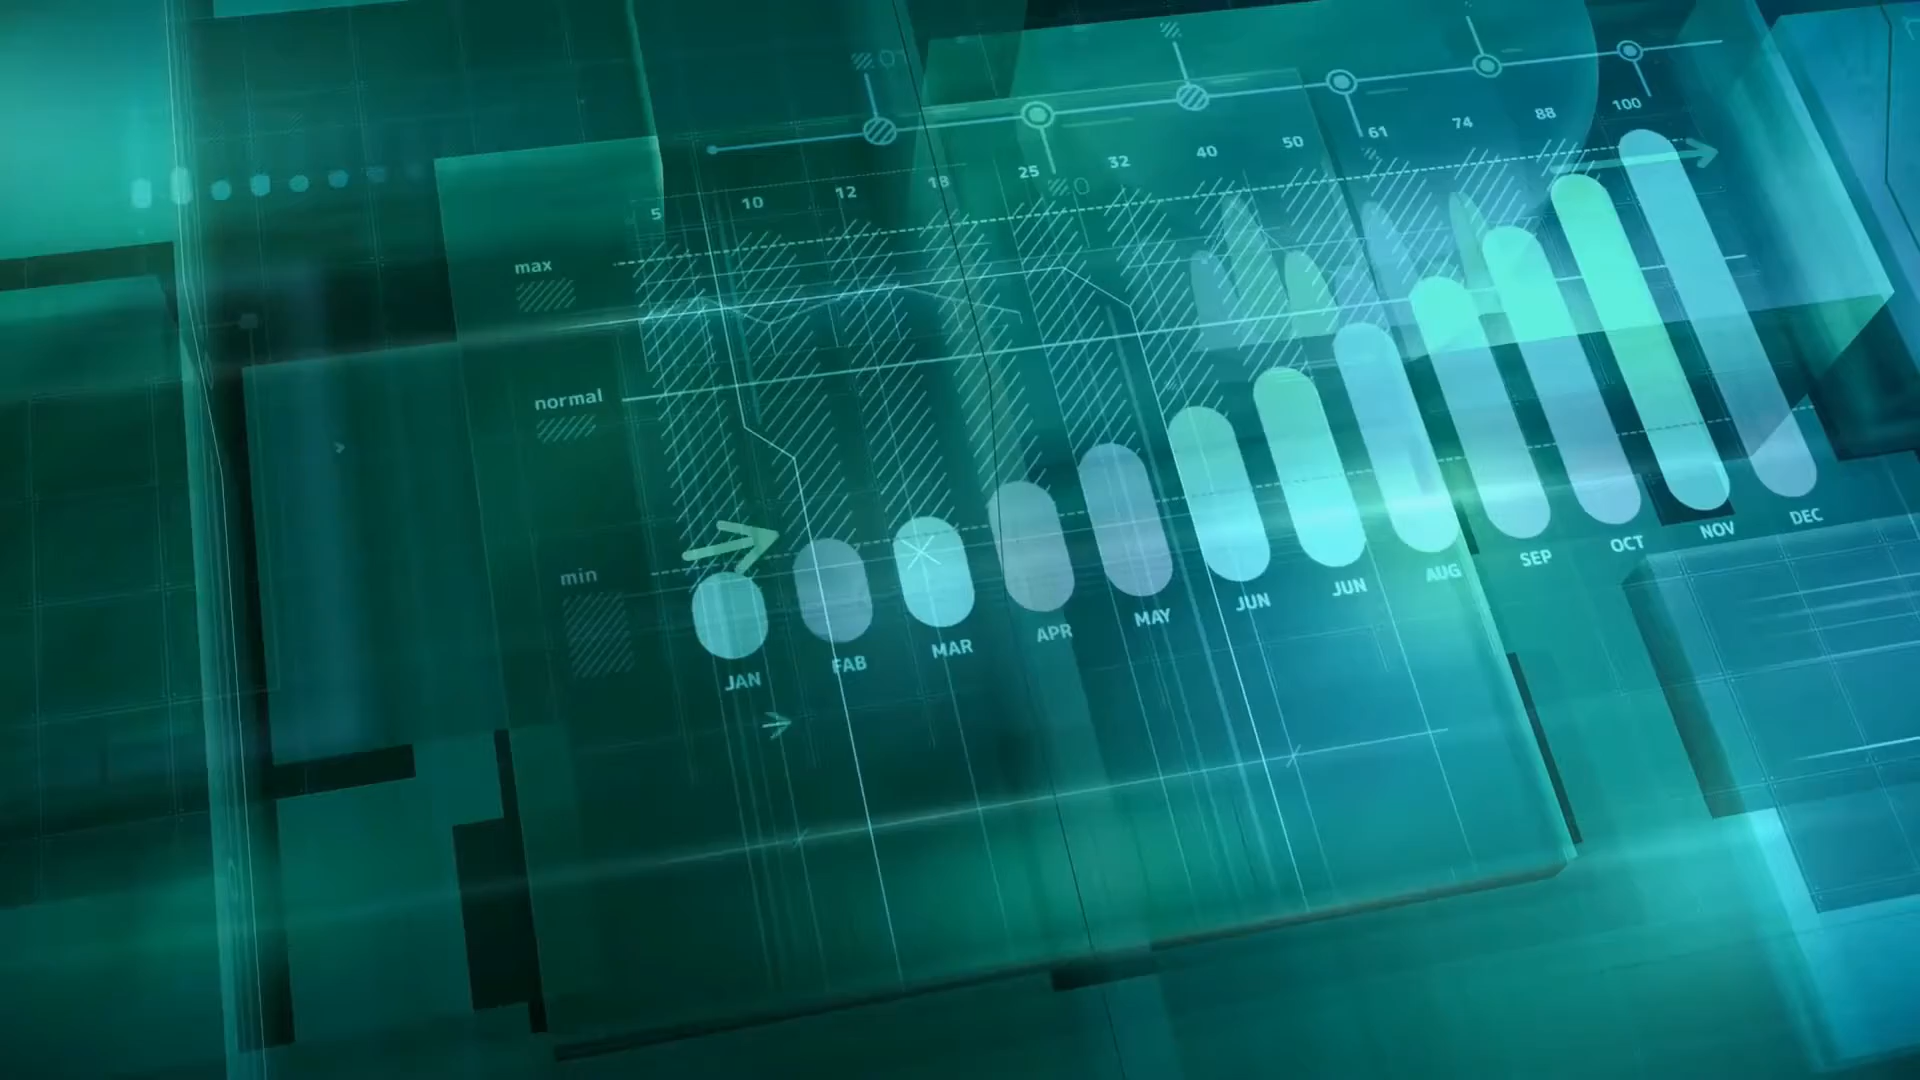 5 10 12 18 25 32 40 50 61 74 88 100
max
normal
min
JAN FAB MAR APR MAY JUN JUN AUG SEP OCT NOV DEC